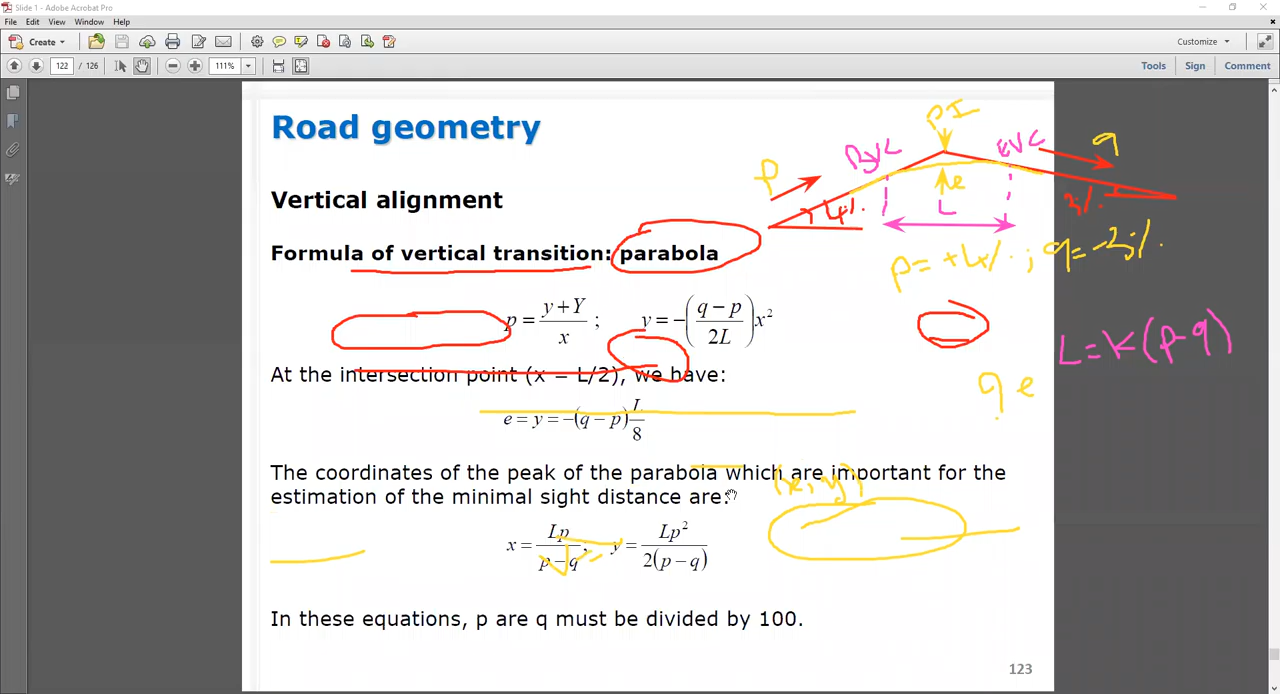 Slide 1 - Adobe Acrobat Pro
File Edit View Window Help
Create
Customize
122 / 126
111%
Tools Sign Comment
Road geometry
PI
BVC
EVC
q
p
e
4%
L
Vertical alignment
Formula of vertical transition: parabola
p = (y + Y)/x ; y = -((q - p)/2L)x²
L = K(p-q)
At the intersection point (x = L/2), we have:
q e
e = y = -(q - p) L/8
The coordinates of the peak of the parabola which are important for the
(x, y)
estimation of the minimal sight distance are:
x = Lp/(p - q), y = Lp²/2(p - q)
In these equations, p are q must be divided by 100.
123